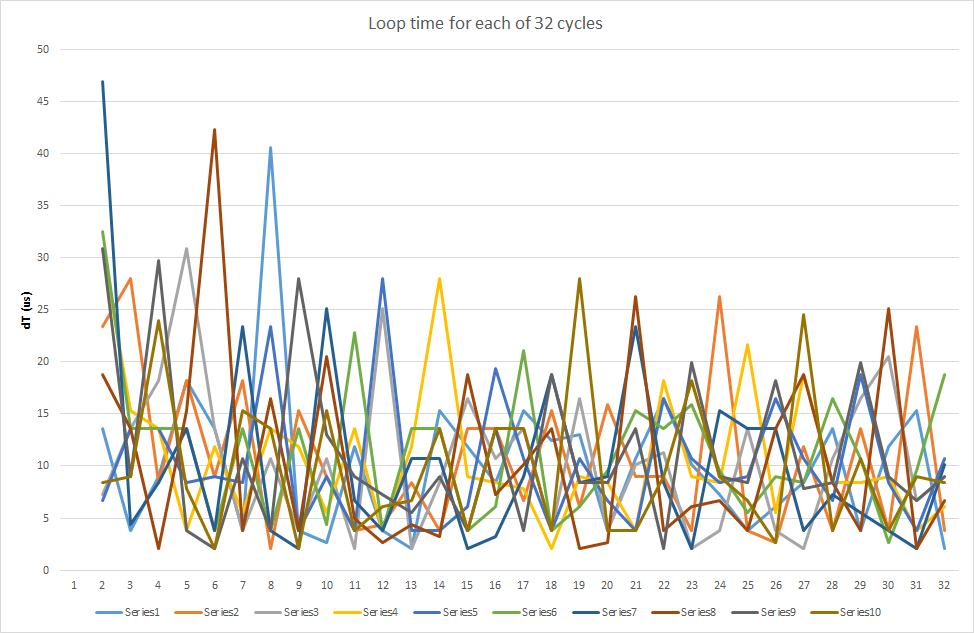 Loop time for each of 32 cycles
50
45
40
35
30
25
20
15
10
5
0
dT (us)
1 2 3 4 5 6 7 8 9 10 11 12 13 14 15 16 17 18 19 20 21 22 23 24 25 26 27 28 29 30 31 32
Series1 Series2 Series3 Series4 Series5 Series6 Series7 Series8 Series9 Series10